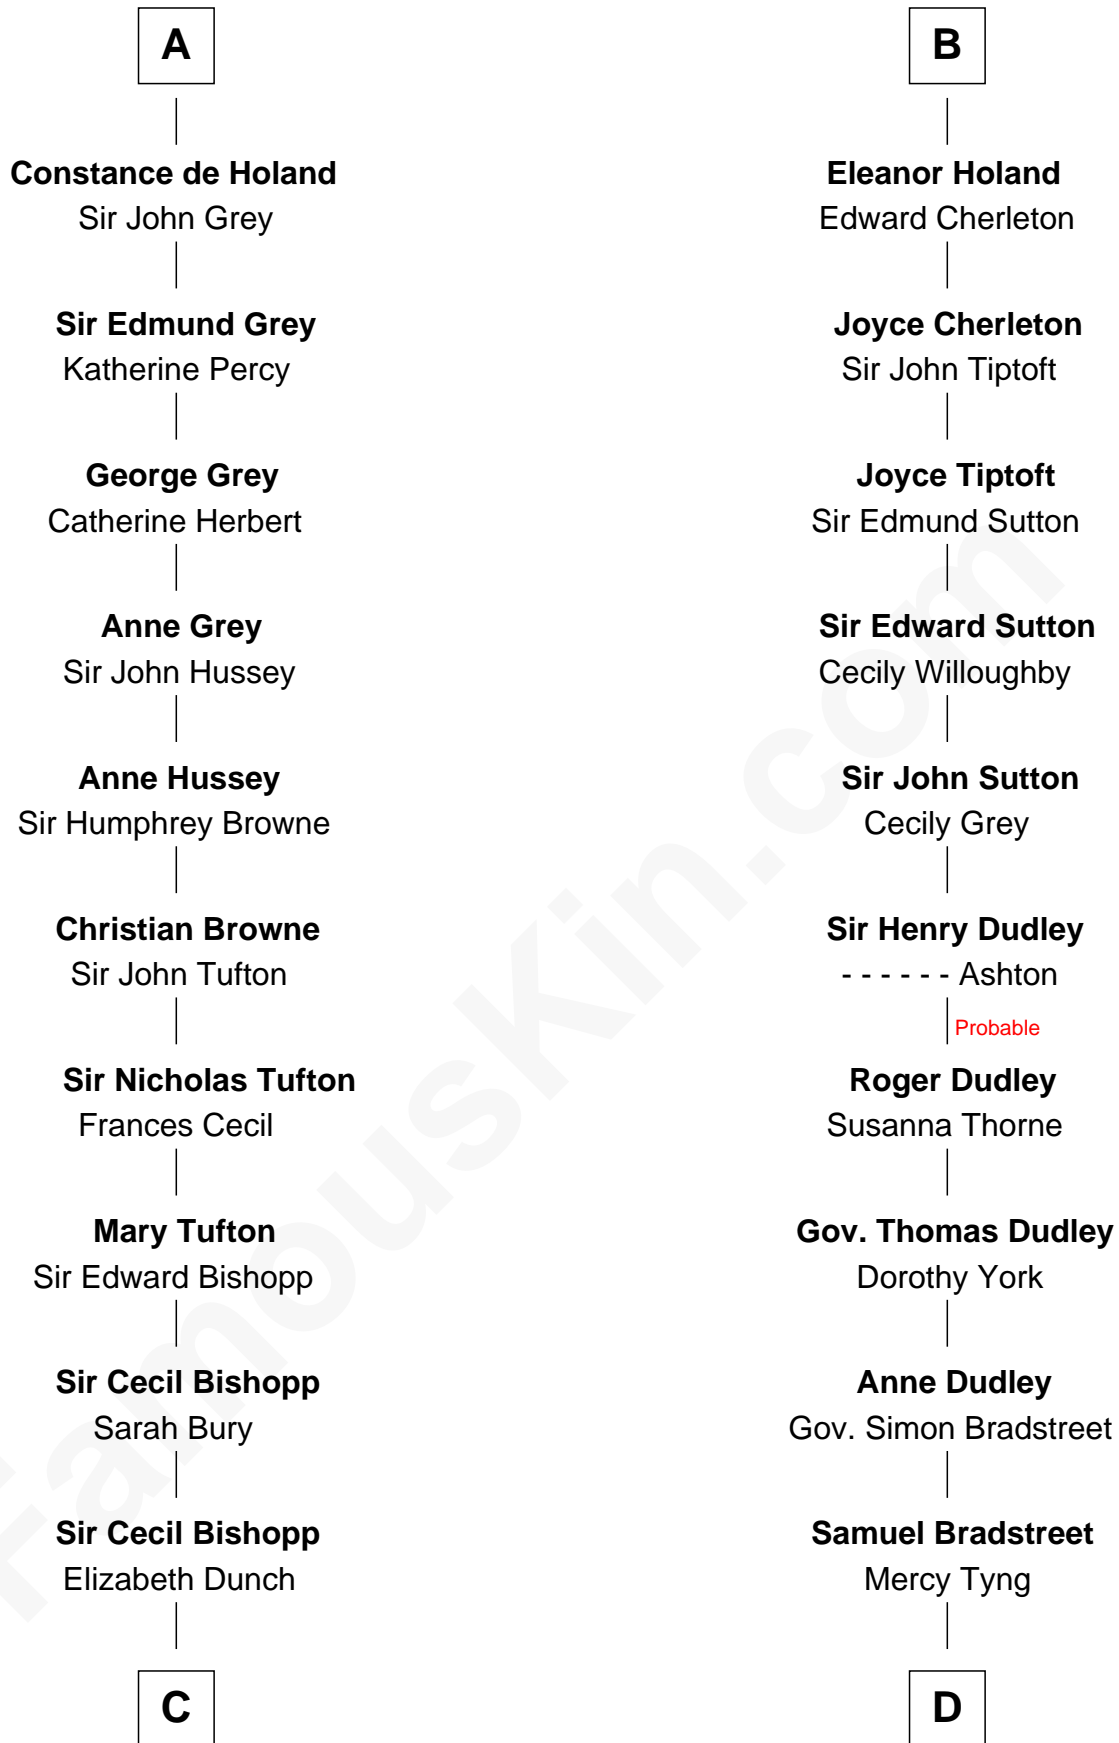 A
Constance de Holand
Sir John Grey
Sir Edmund Grey
Katherine Percy
George Grey
Catherine Herbert
Anne Grey
Sir John Hussey
Anne Hussey
Sir Humphrey Browne
Christian Browne
Sir John Tufton
Sir Nicholas Tufton
Frances Cecil
Mary Tufton
Sir Edward Bishopp
Sir Cecil Bishopp
Sarah Bury
Sir Cecil Bishopp
Elizabeth Dunch
C
B
Eleanor Holand
Edward Cherleton
Joyce Cherleton
Sir John Tiptoft
Joyce Tiptoft
Sir Edmund Sutton
Sir Edward Sutton
Cecily Willoughby
Sir John Sutton
Cecily Grey
Sir Henry Dudley
- - - - - - Ashton
Probable
Roger Dudley
Susanna Thorne
Gov. Thomas Dudley
Dorothy York
Anne Dudley
Gov. Simon Bradstreet
Samuel Bradstreet
Mercy Tyng
D
FamousKin.com